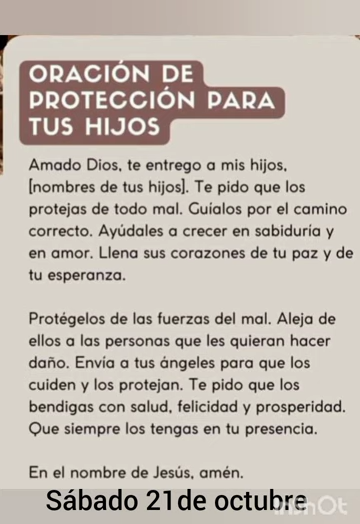 ORACIÓN DE
PROTECCIÓN PARA
TUS HIJOS
Amado Dios, te entrego a mis hijos,
[nombres de tus hijos]. Te pido que los
protejas de todo mal. Guíalos por el camino
correcto. Ayúdales a crecer en sabiduría y
en amor. Llena sus corazones de tu paz y de
tu esperanza.
Protégelos de las fuerzas del mal. Aleja de
ellos a las personas que les quieran hacer
daño. Envía a tus ángeles para que los
cuiden y los protejan. Te pido que los
bendigas con salud, felicidad y prosperidad.
Que siempre los tengas en tu presencia.
En el nombre de Jesús, amén.
Sábado 21 de octubre
InShOt